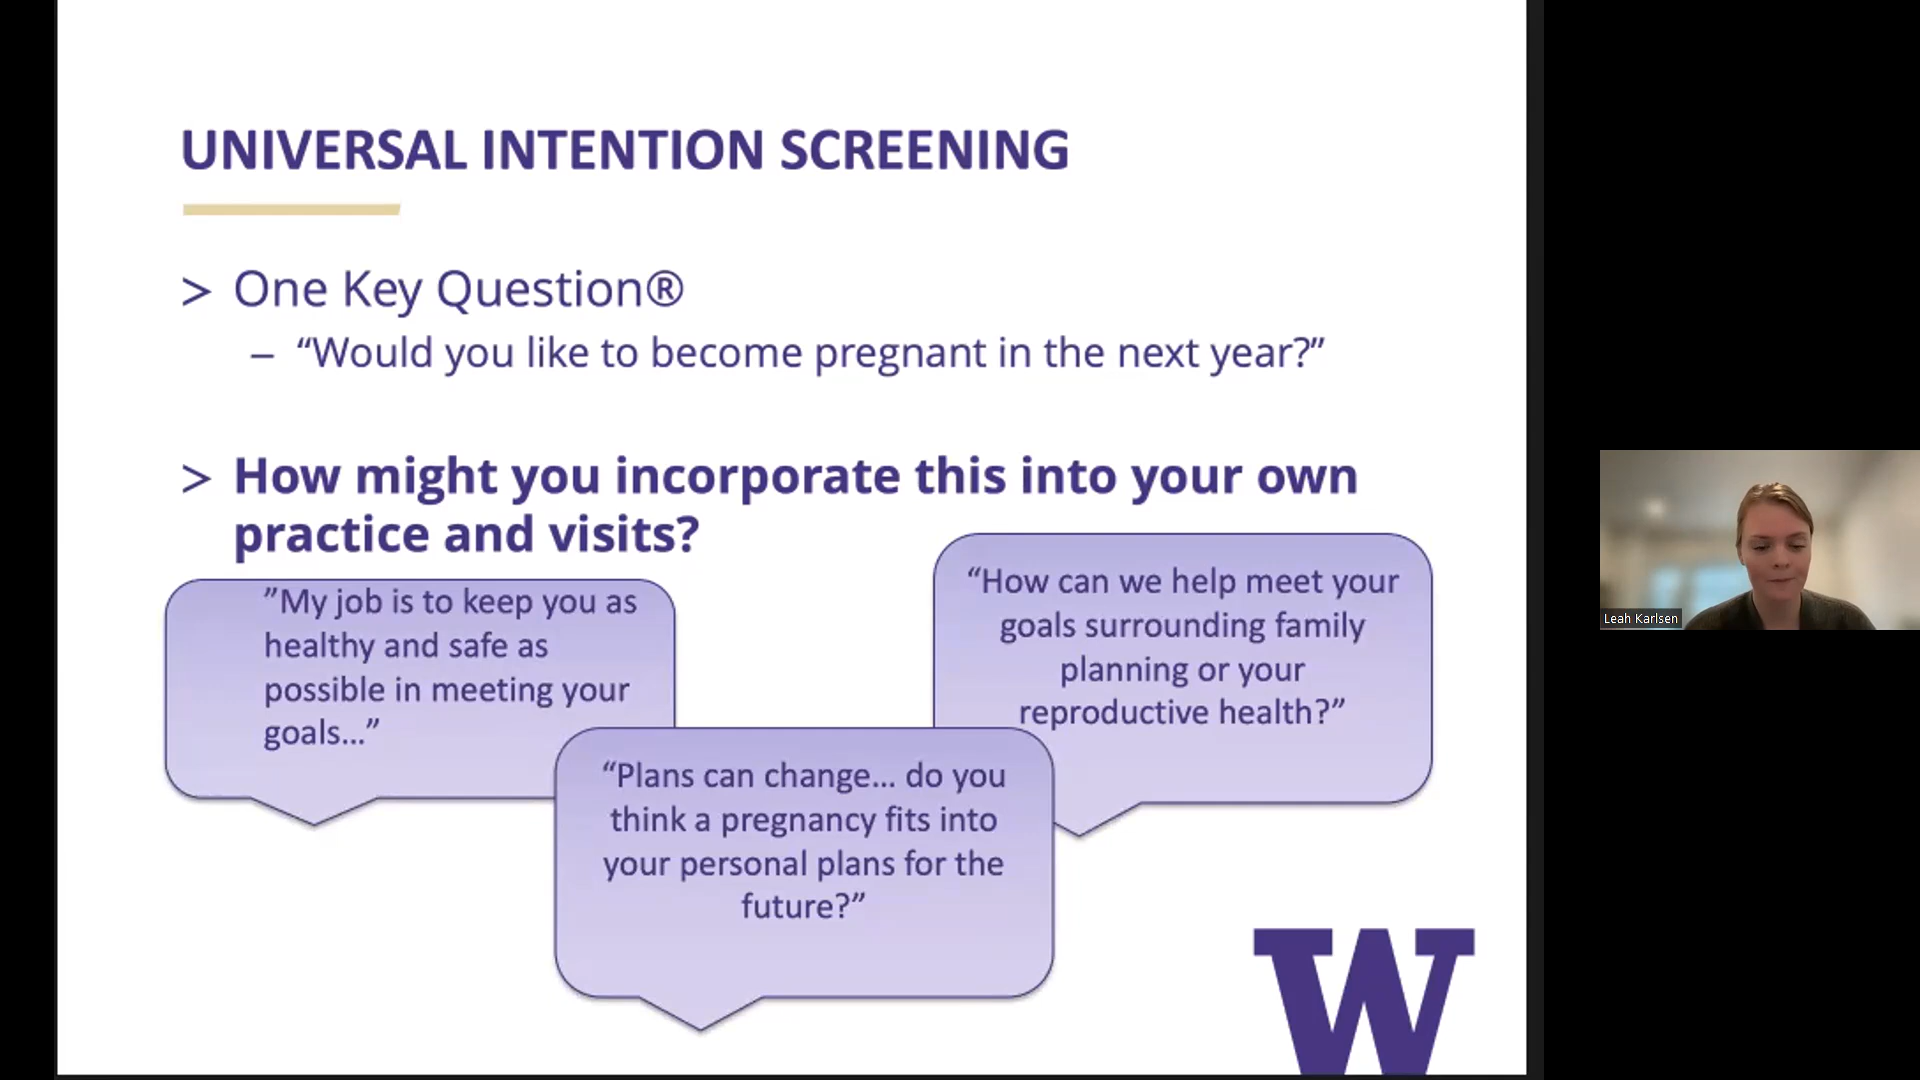 UNIVERSAL INTENTION SCREENING
> One Key Question®
– “Would you like to become pregnant in the next year?”
> How might you incorporate this into your own
practice and visits?
”My job is to keep you as
healthy and safe as
possible in meeting your
goals...”
“How can we help meet your
goals surrounding family
planning or your
reproductive health?”
“Plans can change... do you
think a pregnancy fits into
your personal plans for the
future?”
W
Leah Karlsen